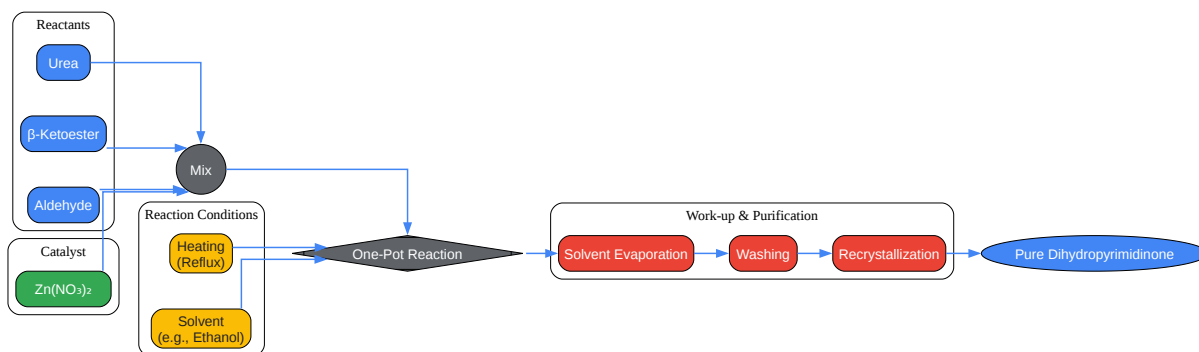 Reactants
Urea
β-Ketoester
Aldehyde
Mix
Catalyst
Zn(NO₃)₂
Reaction Conditions
Heating
(Reflux)
Solvent
(e.g., Ethanol)
One-Pot Reaction
Work-up & Purification
Solvent Evaporation
Washing
Recrystallization
Pure Dihydropyrimidinone